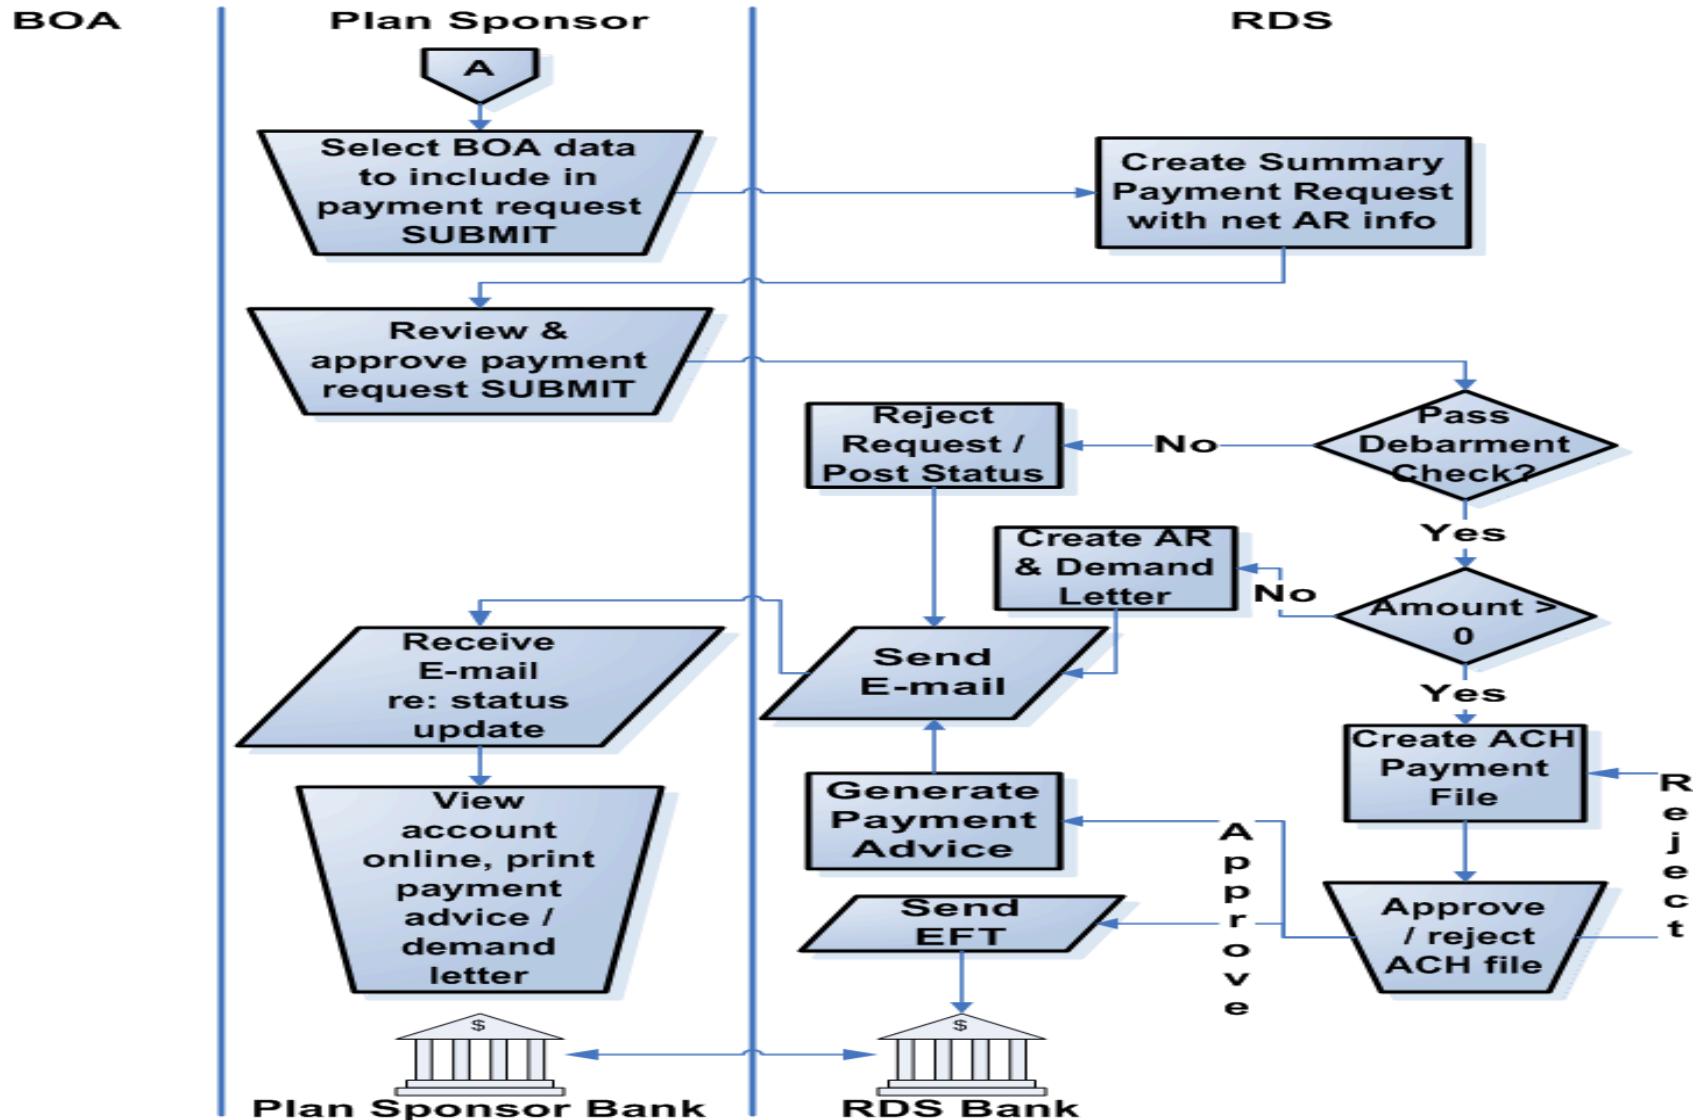 BOA
Plan Sponsor
RDS
A
Select BOA data
to include in
payment request
SUBMIT
Create Summary
Payment Request
with net AR info
Review &
approve payment
request SUBMIT
Pass
Debarment
Check?
No
Reject
Request /
Post Status
Yes
Create AR
& Demand
Letter
No
Amount >
0
Receive
E-mail
re: status
update
Send
E-mail
Yes
Create ACH
Payment
File
Reject
View
account
online, print
payment
advice /
demand
letter
Generate
Payment
Advice
Approve
Send
EFT
Approve
/ reject
ACH file
$
$
Plan Sponsor Bank
RDS Bank